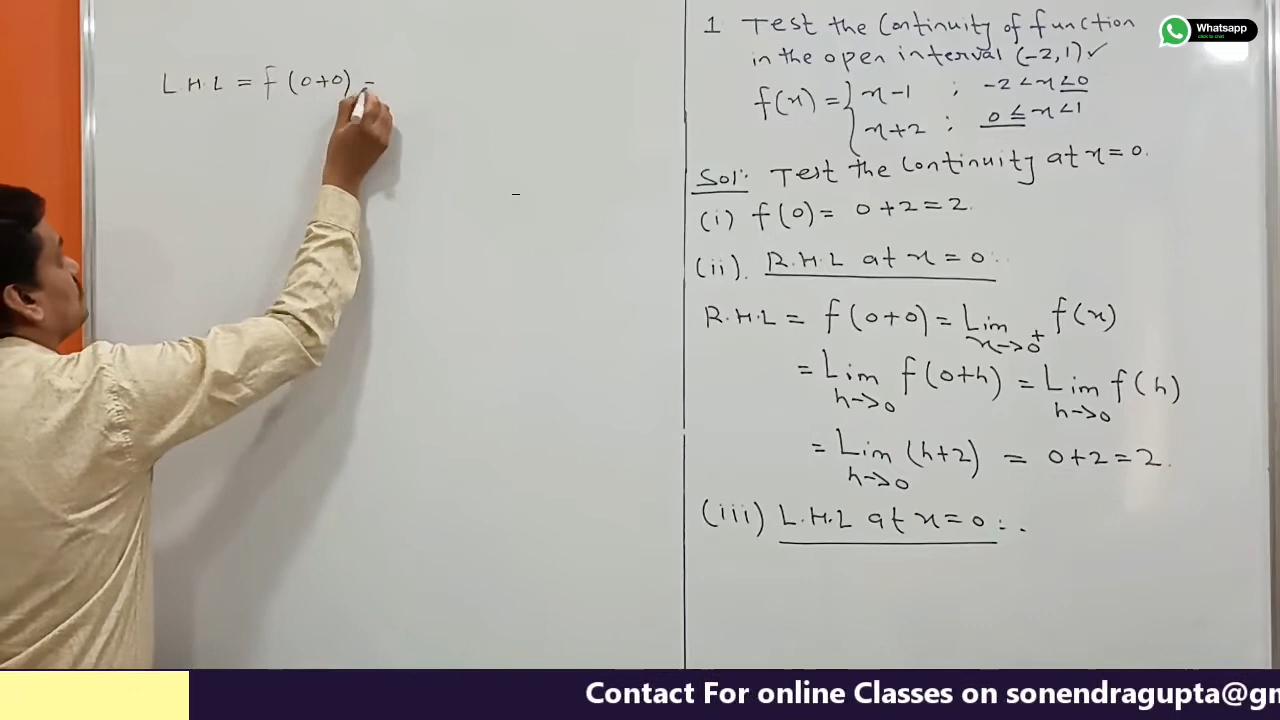 L.H.L = f(0+0) =
1 Test the Continuity of function
in the open interval (-2,1) ✓
f(x) = { x-1 ; -2<x<0
x+2 ; 0≤x<1
Sol: Test the Continuity at x=0.
(i) f(0) = 0+2=2.
(ii). R.H.L at x=0:.
R.H.L = f(0+0) = Lim x->0⁺ f(x)
= Lim h->0 f(0+h) = Lim h->0 f(h)
= Lim h->0 (h+2) = 0+2=2.
(iii) L.H.L at x=0:.
Whatsapp
click to chat
Contact For online Classes on sonendragupta@gm